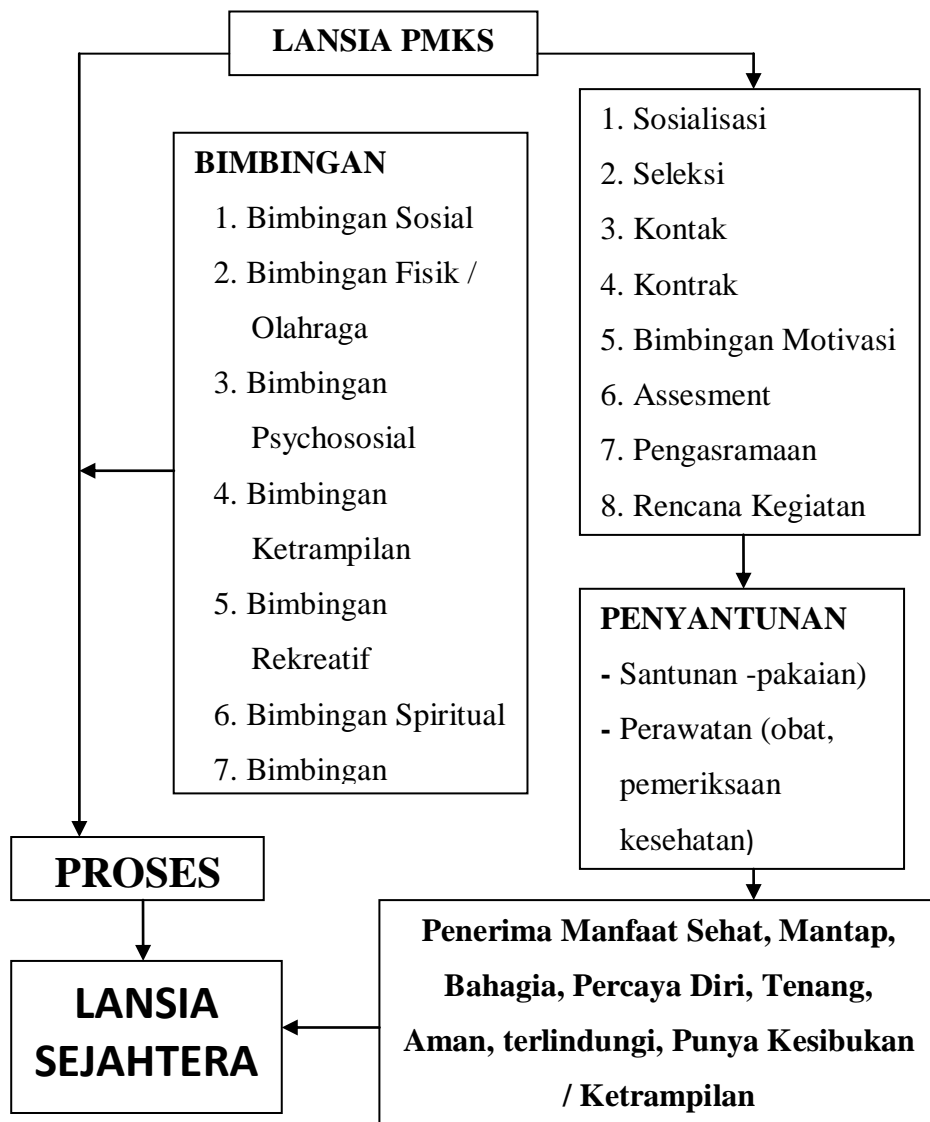 LANSIA PMKS
BIMBINGAN
1. Bimbingan Sosial
2. Bimbingan Fisik /
Olahraga
3. Bimbingan
Psychososial
4. Bimbingan
Ketrampilan
5. Bimbingan
Rekreatif
6. Bimbingan Spiritual
7. Bimbingan
1. Sosialisasi
2. Seleksi
3. Kontak
4. Kontrak
5. Bimbingan Motivasi
6. Assesment
7. Pengasramaan
8. Rencana Kegiatan
PENYANTUNAN
- Santunan -pakaian)
- Perawatan (obat,
pemeriksaan
kesehatan)
PROSES
LANSIA
SEJAHTERA
Penerima Manfaat Sehat, Mantap,
Bahagia, Percaya Diri, Tenang,
Aman, terlindungi, Punya Kesibukan
/ Ketrampilan